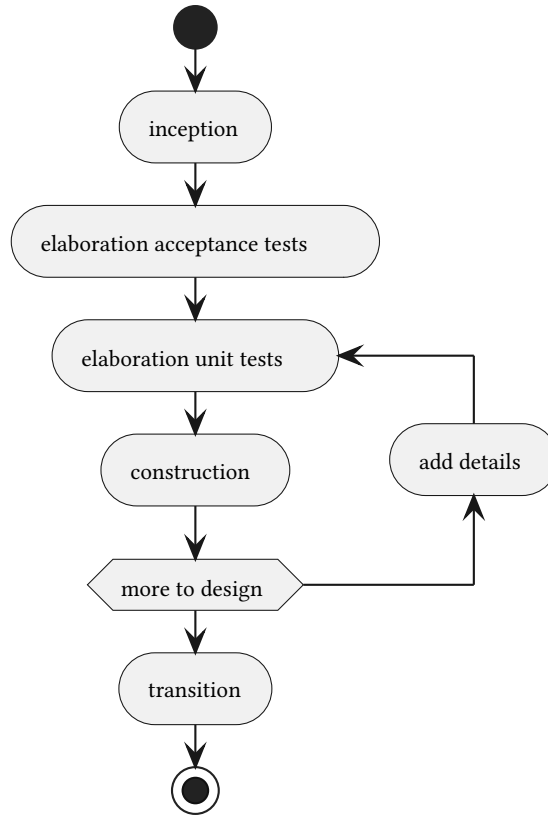 inception
elaboration acceptance tests
elaboration unit tests
construction
add details
more to design
transition